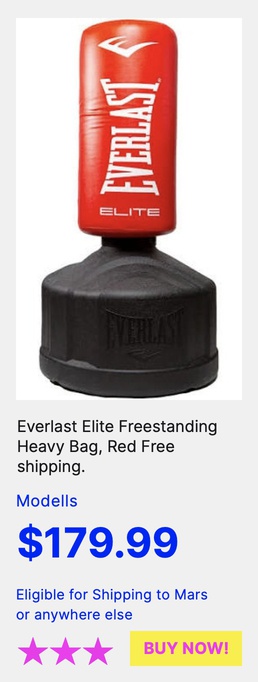 EVERLAST
ELITE
EVERLAST
Everlast Elite Freestanding
Heavy Bag, Red Free
shipping.
Modells
$179.99
Eligible for Shipping to Mars
or anywhere else
BUY NOW!